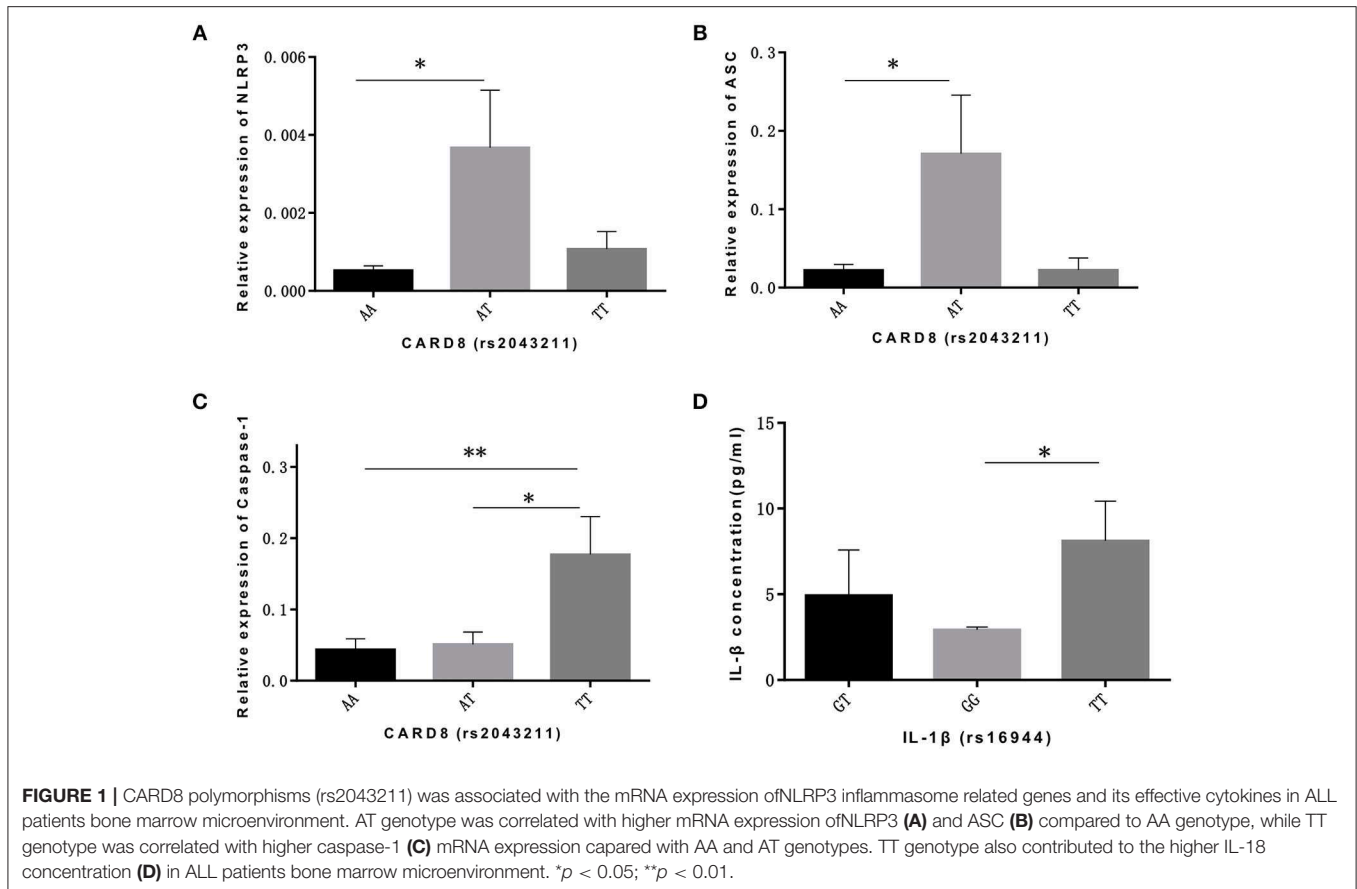 A
Relative expression of NLRP3
0.006
0.004
0.002
0.000
*
AA
AT
TT
CARD8 (rs2043211)
B
Relative expression of ASC
0.3
0.2
0.1
0.0
*
AA
AT
TT
CARD8 (rs2043211)
C
Relative expression of Caspase-1
0.3
0.2
0.1
0.0
**
*
AA
AT
TT
CARD8 (rs2043211)
D
IL-β concentration(pg/ml)
15
10
5
0
*
GT
GG
TT
IL-1β (rs16944)
FIGURE 1 | CARD8 polymorphisms (rs2043211) was associated with the mRNA expression ofNLRP3 inflammasome related genes and its effective cytokines in ALL
patients bone marrow microenvironment. AT genotype was correlated with higher mRNA expression ofNLRP3 (A) and ASC (B) compared to AA genotype, while TT
genotype was correlated with higher caspase-1 (C) mRNA expression capared with AA and AT genotypes. TT genotype also contributed to the higher IL-18
concentration (D) in ALL patients bone marrow microenvironment. *p < 0.05; **p < 0.01.